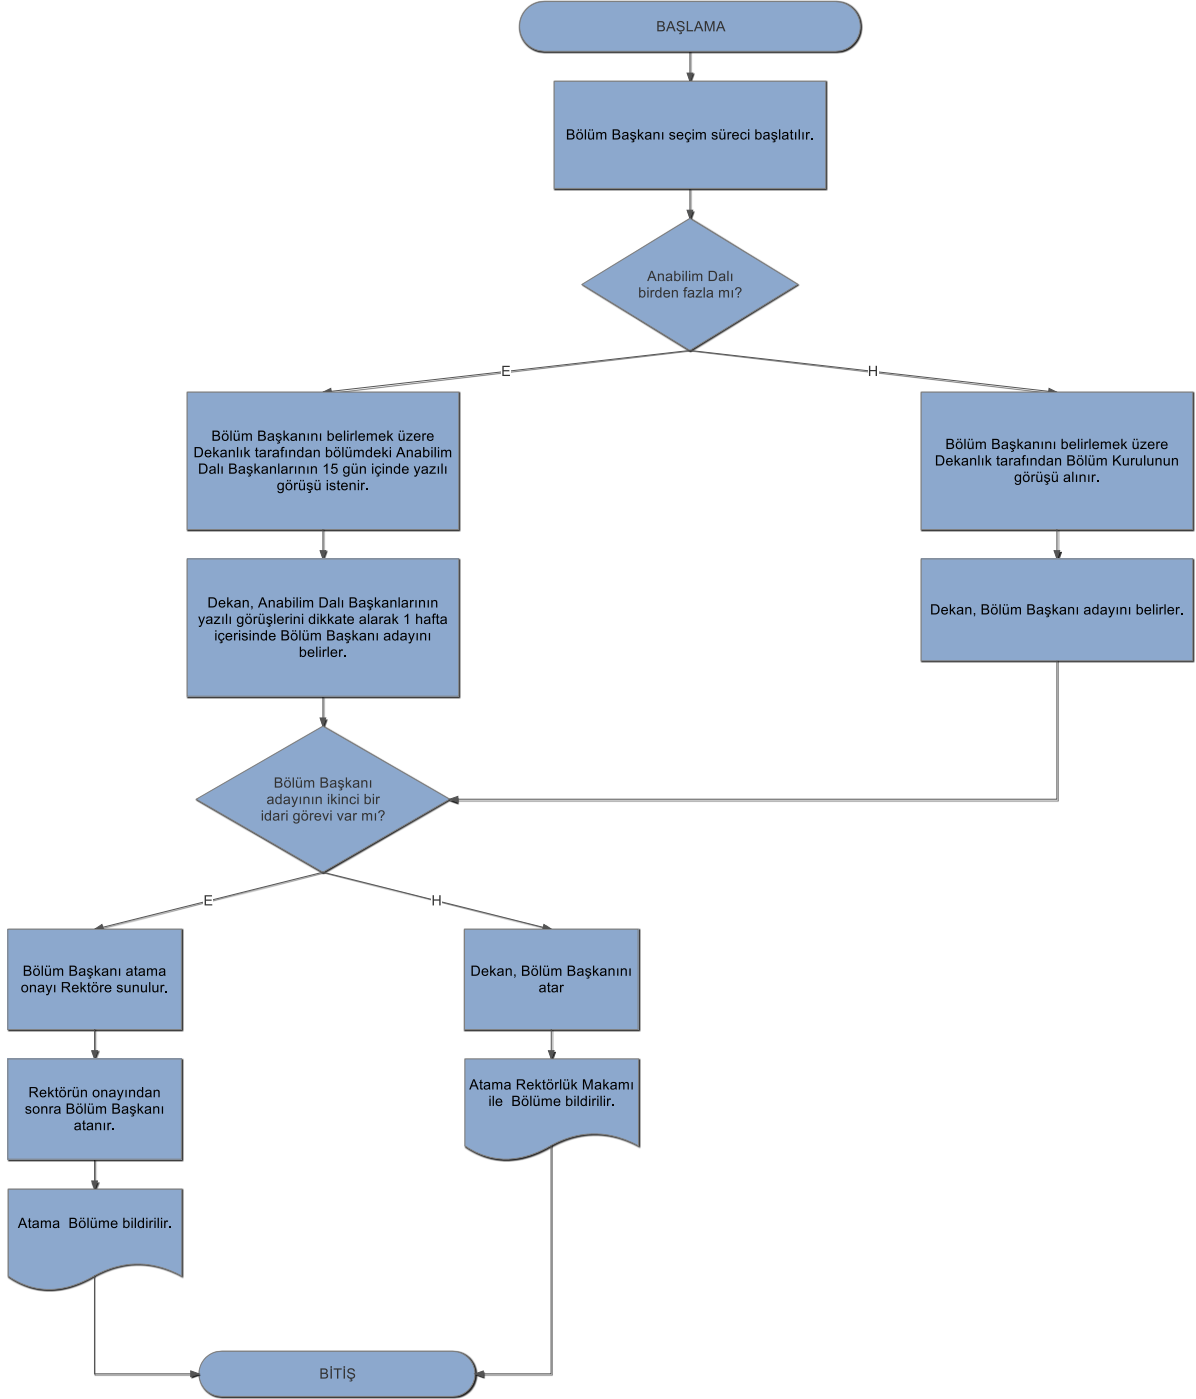 BAŞLAMA
Bölüm Başkanı seçim süreci başlatılır.
Anabilim Dalı
birden fazla mı?
E
H
Bölüm Başkanını belirlemek üzere
Dekanlık tarafından bölümdeki Anabilim
Dalı Başkanlarının 15 gün içinde yazılı
görüşü istenir.
Bölüm Başkanını belirlemek üzere
Dekanlık tarafından Bölüm Kurulunun
görüşü alınır.
Dekan, Anabilim Dalı Başkanlarının
yazılı görüşlerini dikkate alarak 1 hafta
içerisinde Bölüm Başkanı adayını
belirler.
Dekan, Bölüm Başkanı adayını belirler.
Bölüm Başkanı
adayının ikinci bir
idari görevi var mı?
E
H
Bölüm Başkanı atama
onayı Rektöre sunulur.
Dekan, Bölüm Başkanını
atar
Rektörün onayından
sonra Bölüm Başkanı
atanır.
Atama Rektörlük Makamı
ile  Bölüme bildirilir.
Atama  Bölüme bildirilir.
BİTİŞ